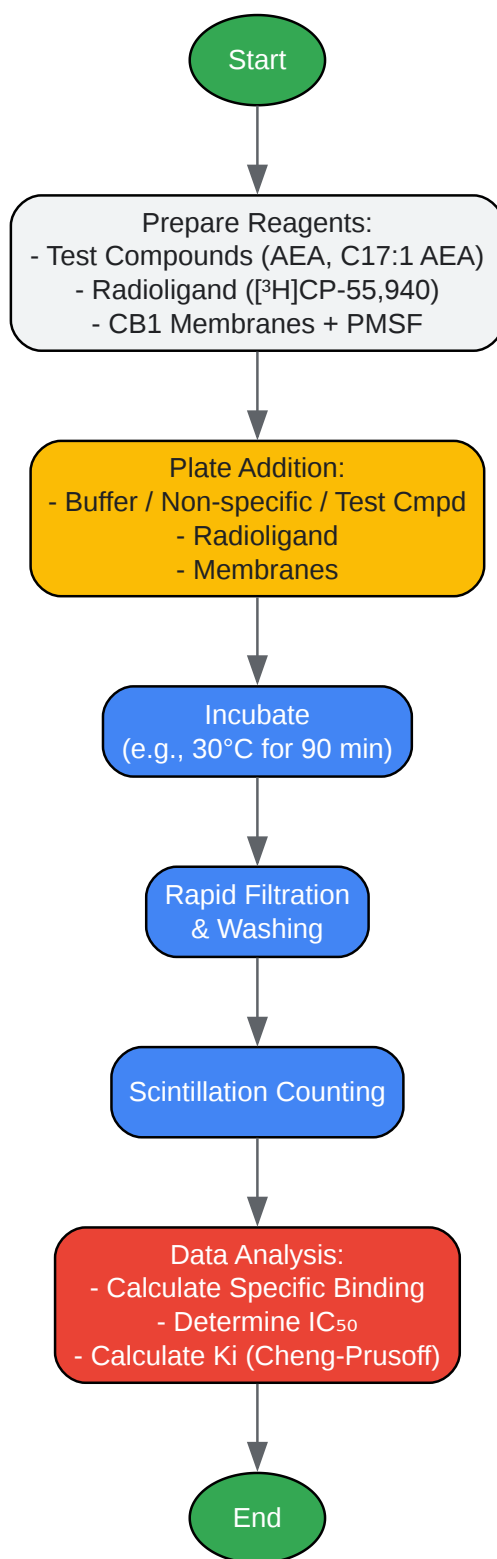 Start
Prepare Reagents:
- Test Compounds (AEA, C17:1 AEA)
- Radioligand ([³H]CP-55,940)
- CB1 Membranes + PMSF
Plate Addition:
- Buffer / Non-specific / Test Cmpd
- Radioligand
- Membranes
Incubate
(e.g., 30°C for 90 min)
Rapid Filtration
& Washing
Scintillation Counting
Data Analysis:
- Calculate Specific Binding
- Determine IC₅₀
- Calculate Ki (Cheng-Prusoff)
End